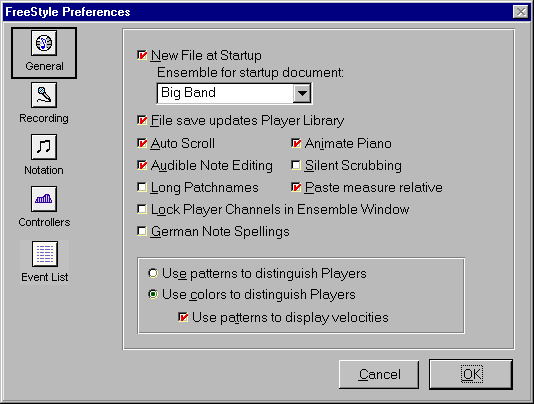 FreeStyle Preferences
General
Recording
Notation
Controllers
Event List
New File at Startup
Ensemble for startup document:
Big Band
File save updates Player Library
Auto Scroll
Animate Piano
Audible Note Editing
Silent Scrubbing
Long Patchnames
Paste measure relative
Lock Player Channels in Ensemble Window
German Note Spellings
Use patterns to distinguish Players
Use colors to distinguish Players
Use patterns to display velocities
Cancel
OK